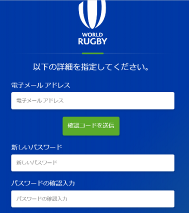 WORLD
RUGBY
以下の詳細を指定してください。
電子メール アドレス
電子メール アドレス
確認コードを送信
新しいパスワード
新しいパスワード
パスワードの確認入力
パスワードの確認入力